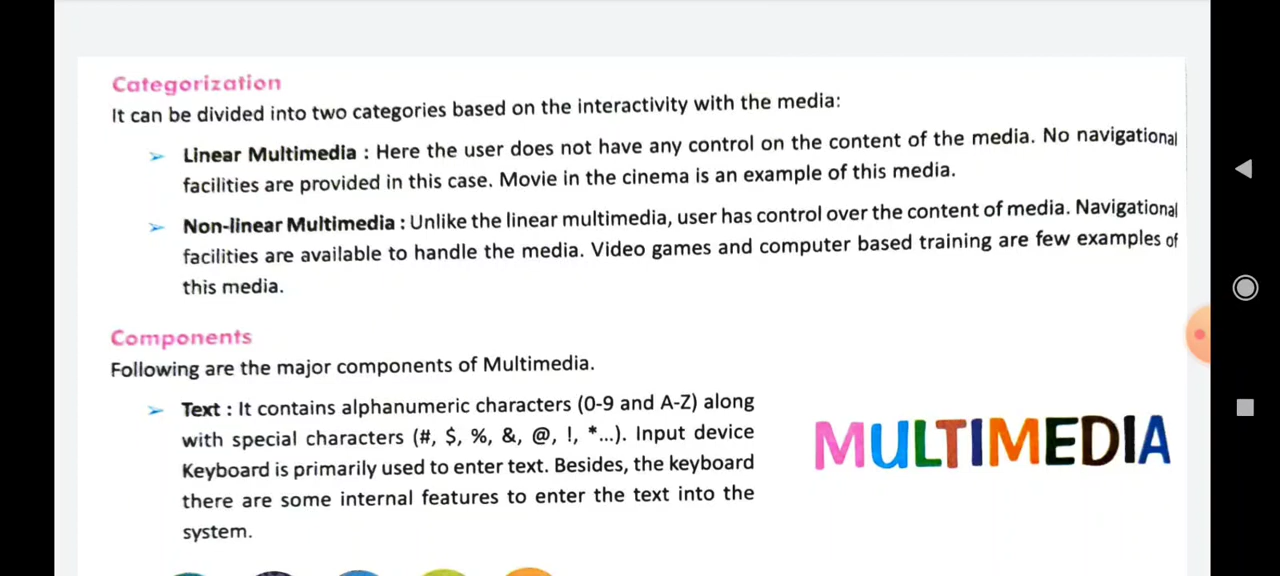 Categorization
It can be divided into two categories based on the interactivity with the media:
➢ Linear Multimedia : Here the user does not have any control on the content of the media. No navigational
facilities are provided in this case. Movie in the cinema is an example of this media.
➢ Non-linear Multimedia : Unlike the linear multimedia, user has control over the content of media. Navigational
facilities are available to handle the media. Video games and computer based training are few examples of
this media.
Components
Following are the major components of Multimedia.
➢ Text : It contains alphanumeric characters (0-9 and A-Z) along
with special characters (#, $, %, &, @, !, *...). Input device
Keyboard is primarily used to enter text. Besides, the keyboard
there are some internal features to enter the text into the
system.
MULTIMEDIA